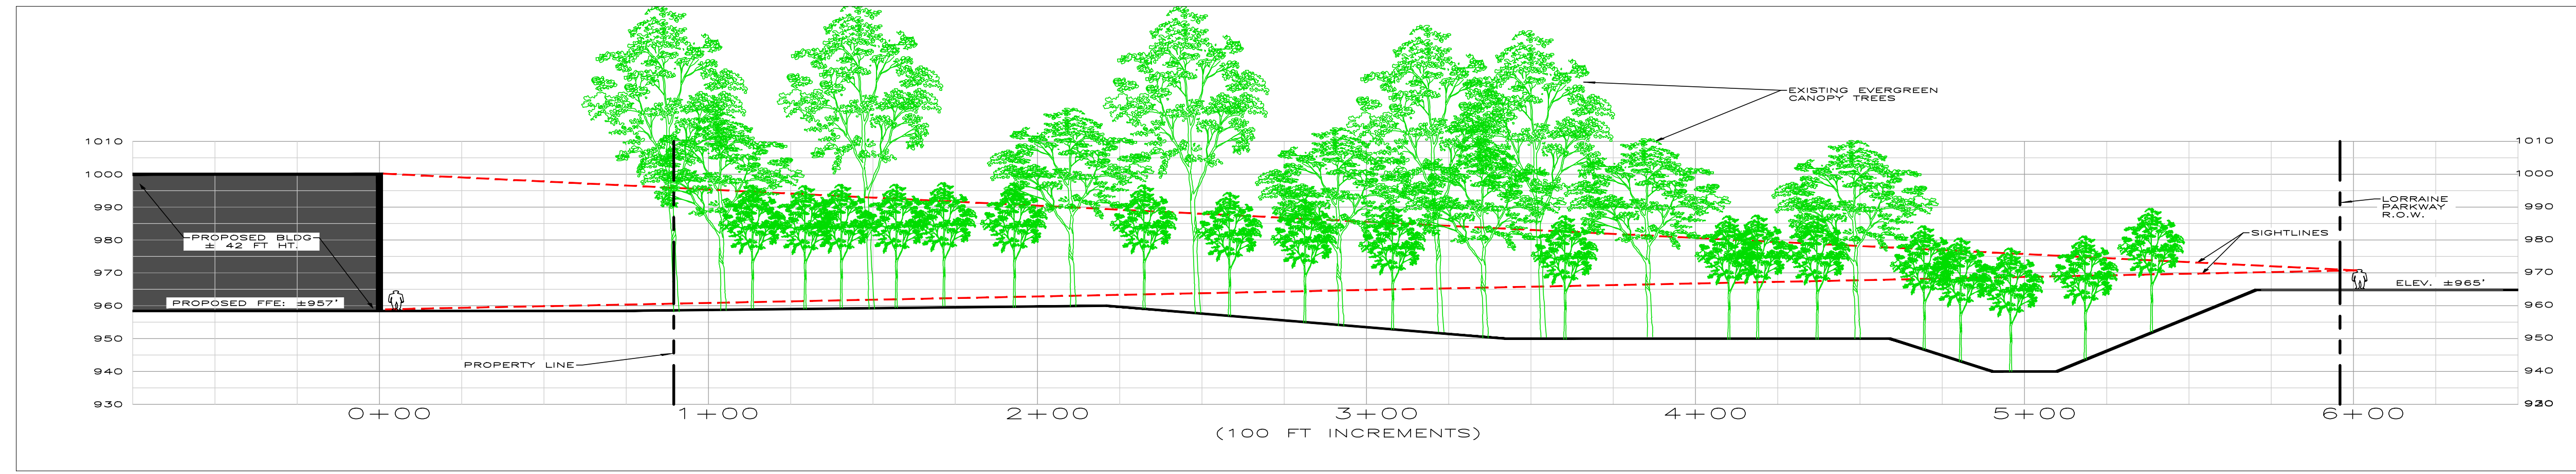 EXISTING EVERGREEN
CANOPY TREES
1010
1000
990
980
970
960
950
940
930
PROPOSED BLDG
± 42 FT HT.
PROPOSED FFE: ±957'
PROPERTY LINE
LORRAINE
PARKWAY
R.O.W.
SIGHTLINES
ELEV. ±965'
1010
1000
990
980
970
960
950
940
0+00
1+00
2+00
3+00
4+00
5+00
6+00
(100 FT INCREMENTS)